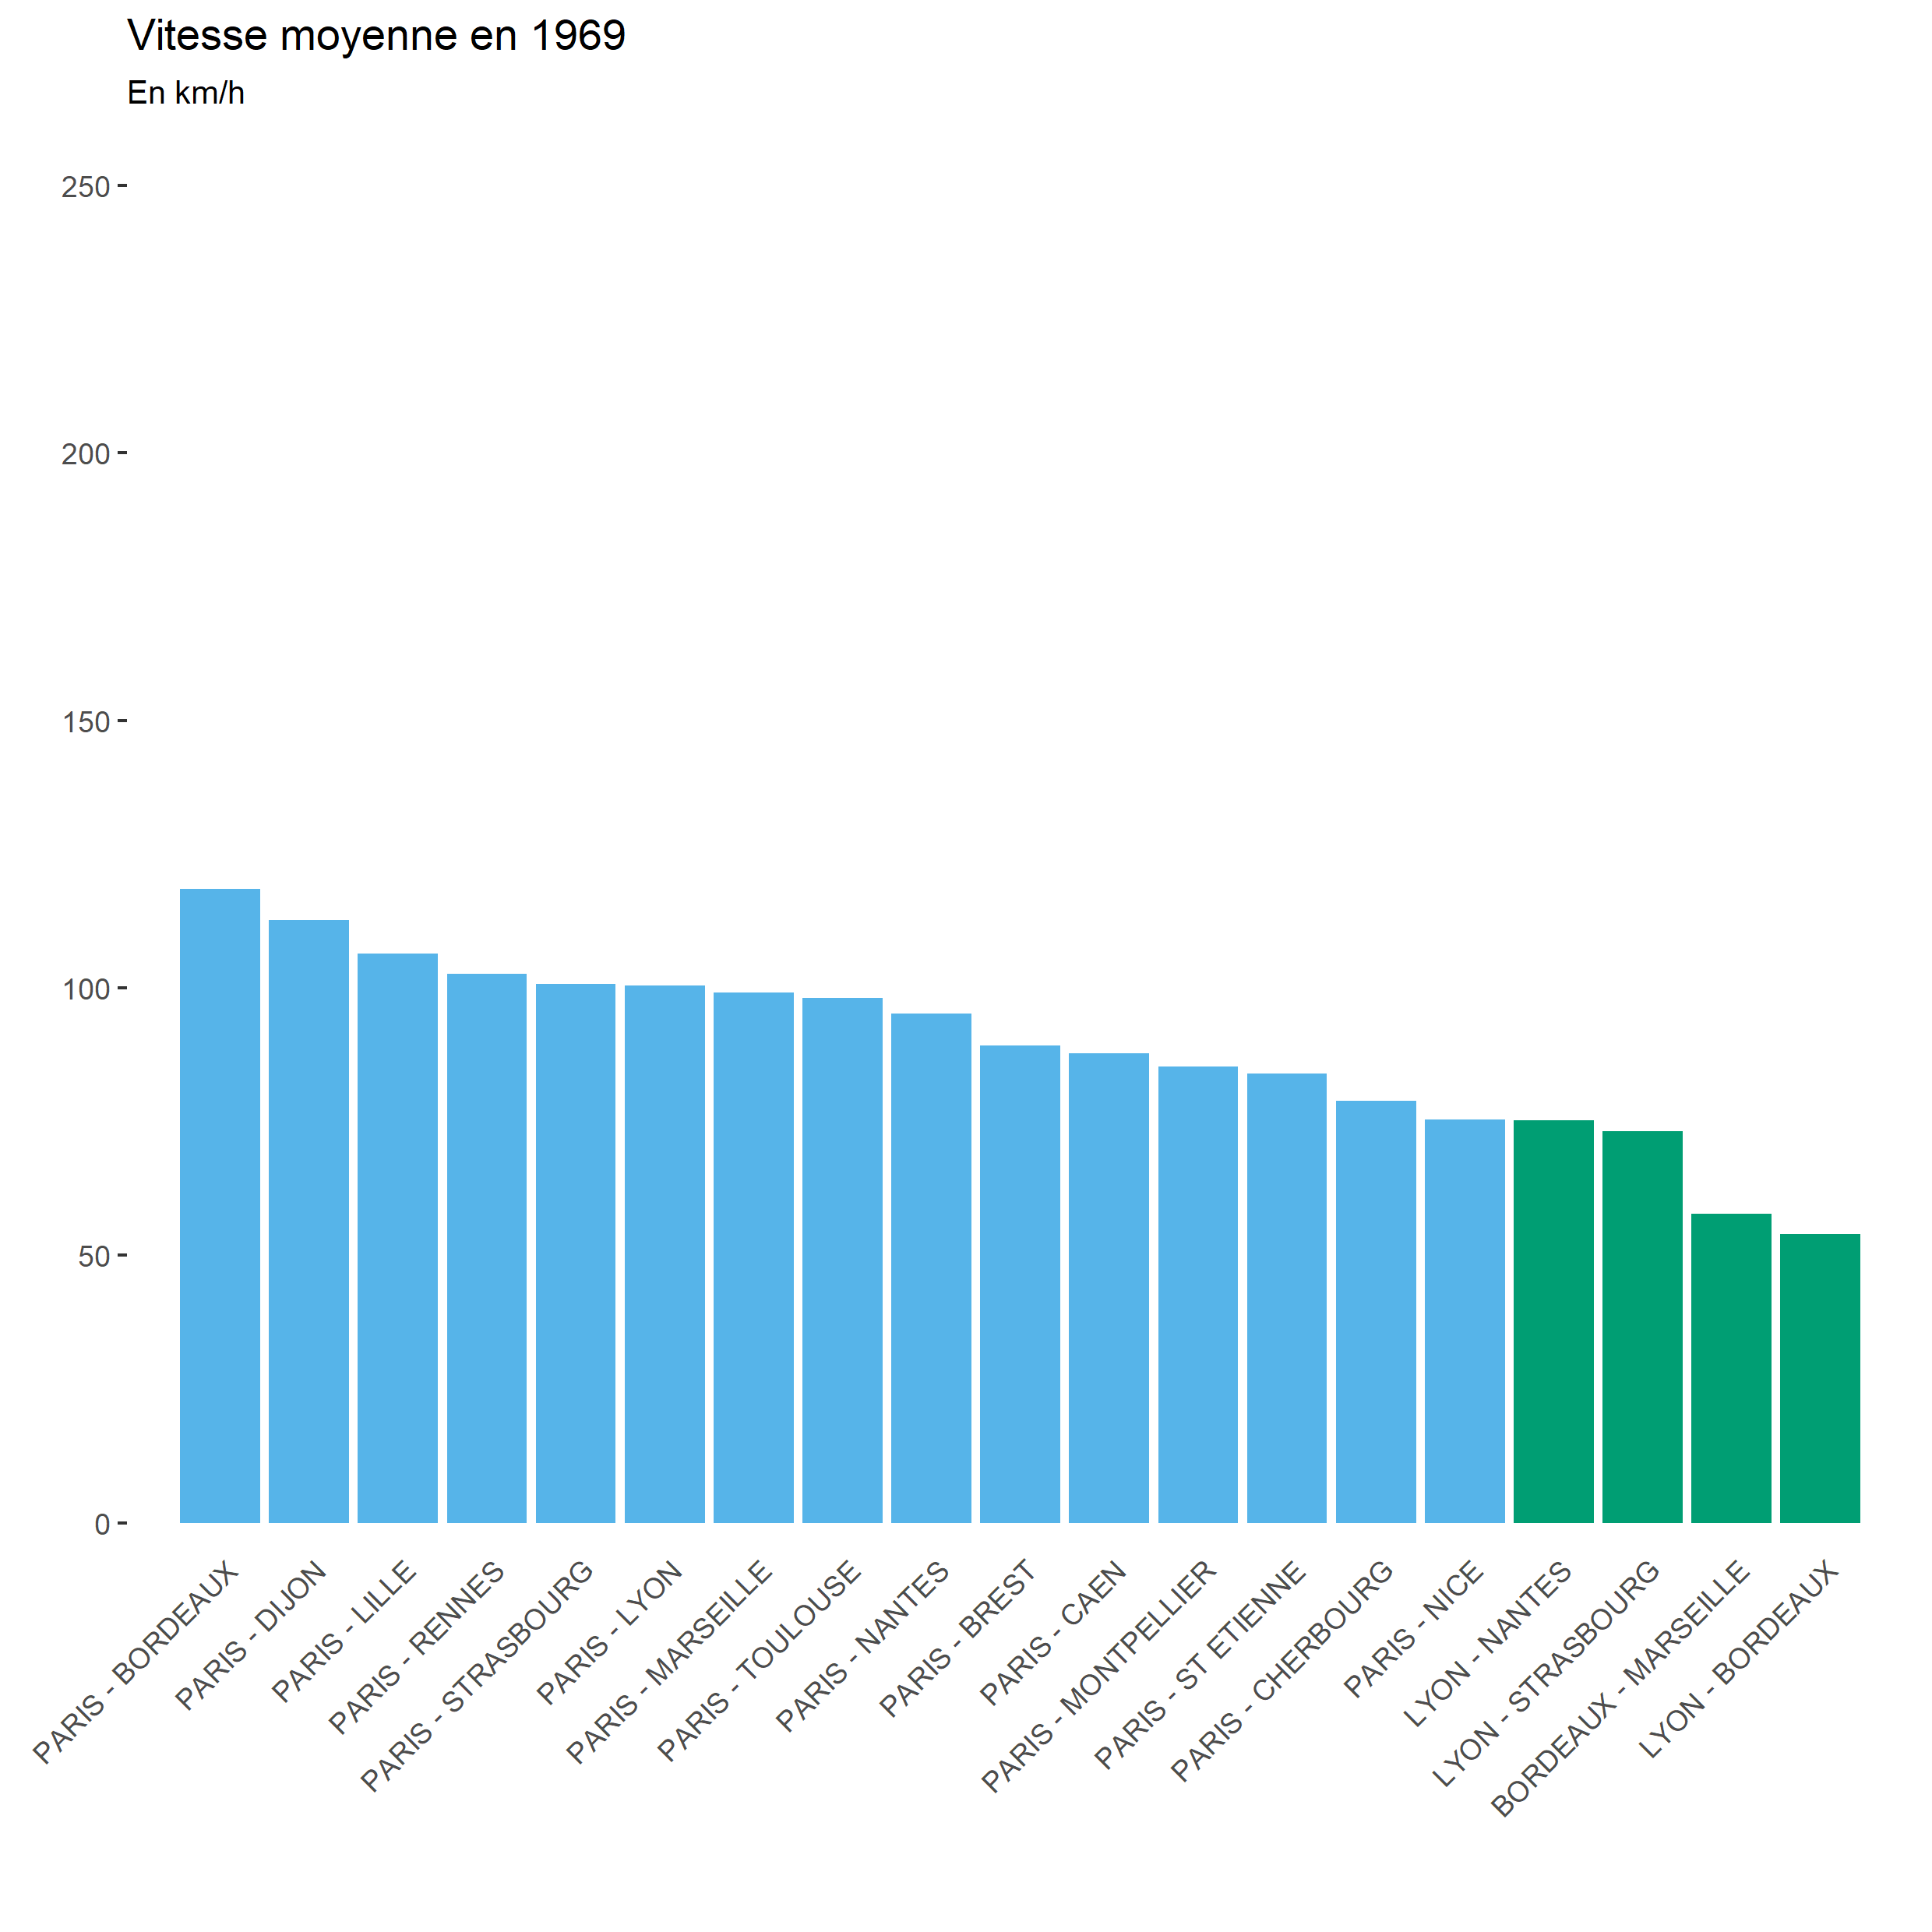 Vitesse moyenne en 1969
En km/h
250
200
150
100
50
0
PARIS - BORDEAUX
PARIS - DIJON
PARIS - LILLE
PARIS - RENNES
PARIS - STRASBOURG
PARIS - LYON
PARIS - MARSEILLE
PARIS - TOULOUSE
PARIS - NANTES
PARIS - BREST
PARIS - CAEN
PARIS - MONTPELLIER
PARIS - ST ETIENNE
PARIS - CHERBOURG
PARIS - NICE
LYON - NANTES
LYON - STRASBOURG
BORDEAUX - MARSEILLE
LYON - BORDEAUX